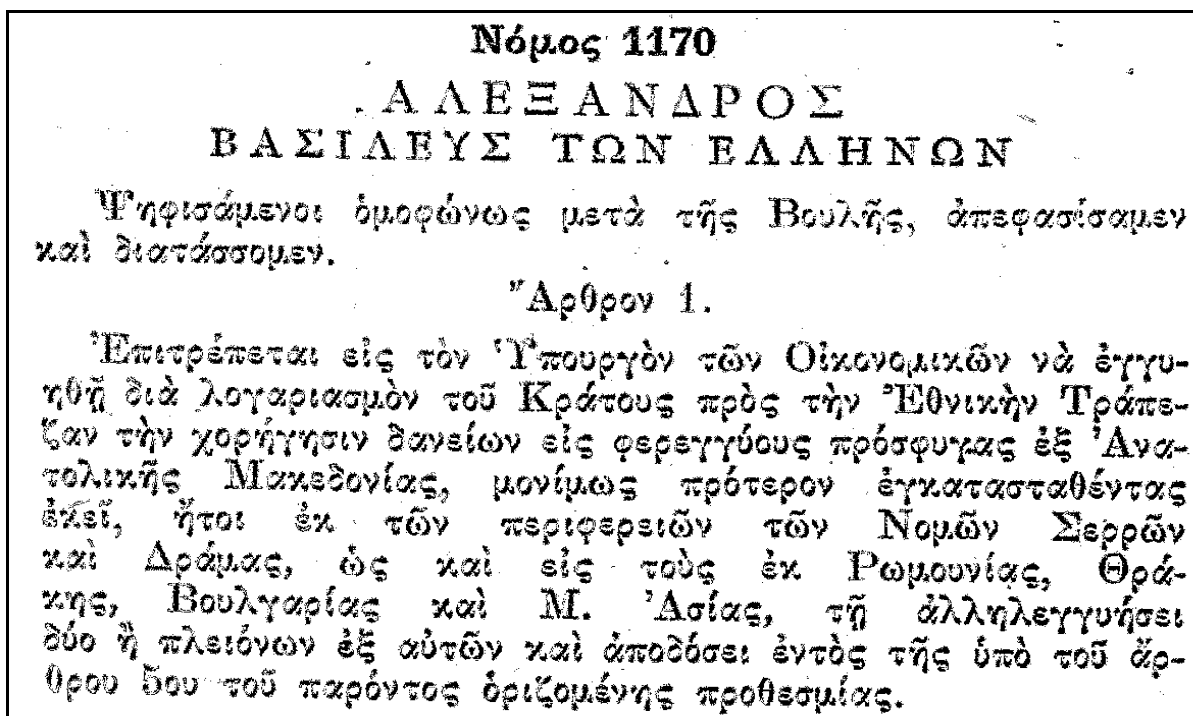 Νόμος 1170
ΑΛΕΞΑΝΔΡΟΣ
ΒΑΣΙΛΕΥΣ ΤΩΝ ΕΛΛΗΝΩΝ
Ψηφισάμενοι ὁμοφώνως μετὰ τῆς Βουλῆς, ἀπεφασίσαμεν
καὶ διατάσσομεν.
Ἄρθρον 1.
Ἐπιτρέπεται εἰς τὸν Ὑπουργὸν τῶν Οἰκονομικῶν νὰ ἐγγυ-
ηθῇ διὰ λογαριασμὸν τοῦ Κράτους πρὸς τὴν Ἐθνικὴν Τράπε-
ζαν τὴν χορήγησιν δανείων εἰς φερεγγύους πρόσφυγας ἐξ Ἀνα-
τολικῆς Μακεδονίας, μονίμως πρότερον ἐγκατασταθέντας
ἐκεῖ, ἤτοι ἐκ τῶν περιφερειῶν τῶν Νομῶν Σερρῶν
καὶ Δράμας, ὡς καὶ εἰς τοὺς ἐκ Ρωμουνίας, Θρά-
κης, Βουλγαρίας καὶ Μ. Ἀσίας, τῇ ἀλληλεγγυήσει
δύο ἢ πλειόνων ἐξ αὐτῶν καὶ ἀποδόσει ἐντὸς τῆς ὑπὸ τοῦ ἄρ-
θρου 5ου τοῦ παρόντος ὁριζομένης προθεσμίας.